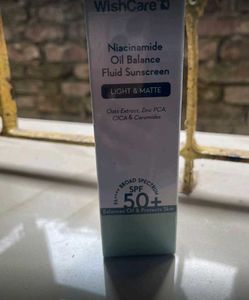 WishCare
Niacinamide
Oil Balance
Fluid Sunscreen
LIGHT & MATTE
Oats Extract, Zinc PCA,
CICA & Ceramides
BROAD SPECTRUM
SPF
50+
Balances Oil & Protects Skin